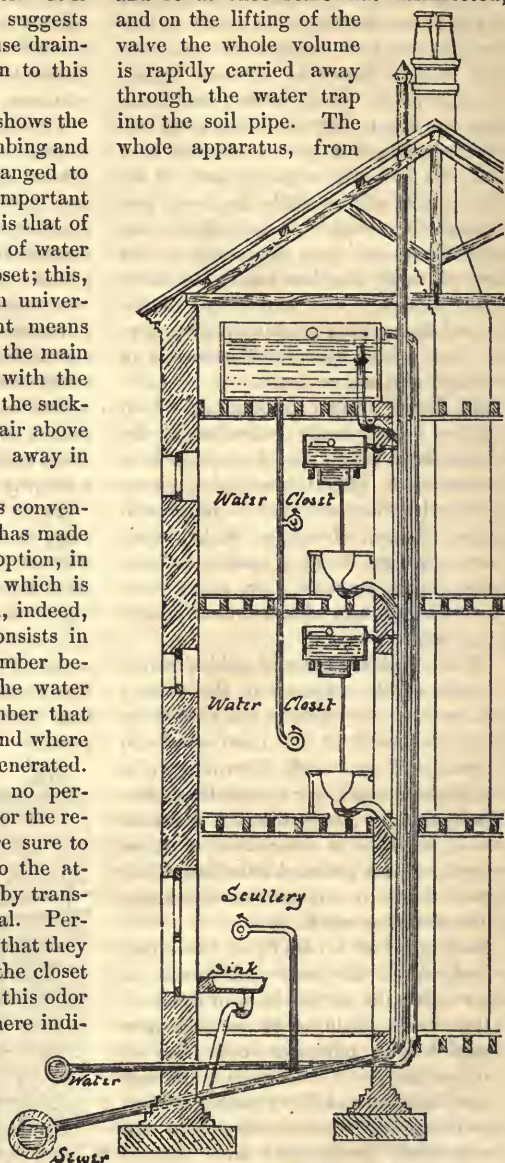 suggests
use drain-
n to this
shows the
nbing and
anged to
mportant
is that of
of water
oset; this,
n univer-
nt means
the main
with the
the suck-
air above
away in
s conven-
has made
option, in
which is
, indeed,
onsists in
mber be-
he water
nber that
nd where
enerated.
no per-
or the re-
re sure to
o the at-
by trans-
al. Per-
that they
the closet
this odor
here indi-
and on the lifting of the
valve the whole volume
is rapidly carried away
through the water trap
into the soil pipe. The
whole apparatus, from
Water Closet
Water Closet
Scullery
Sink
Water
Sewer